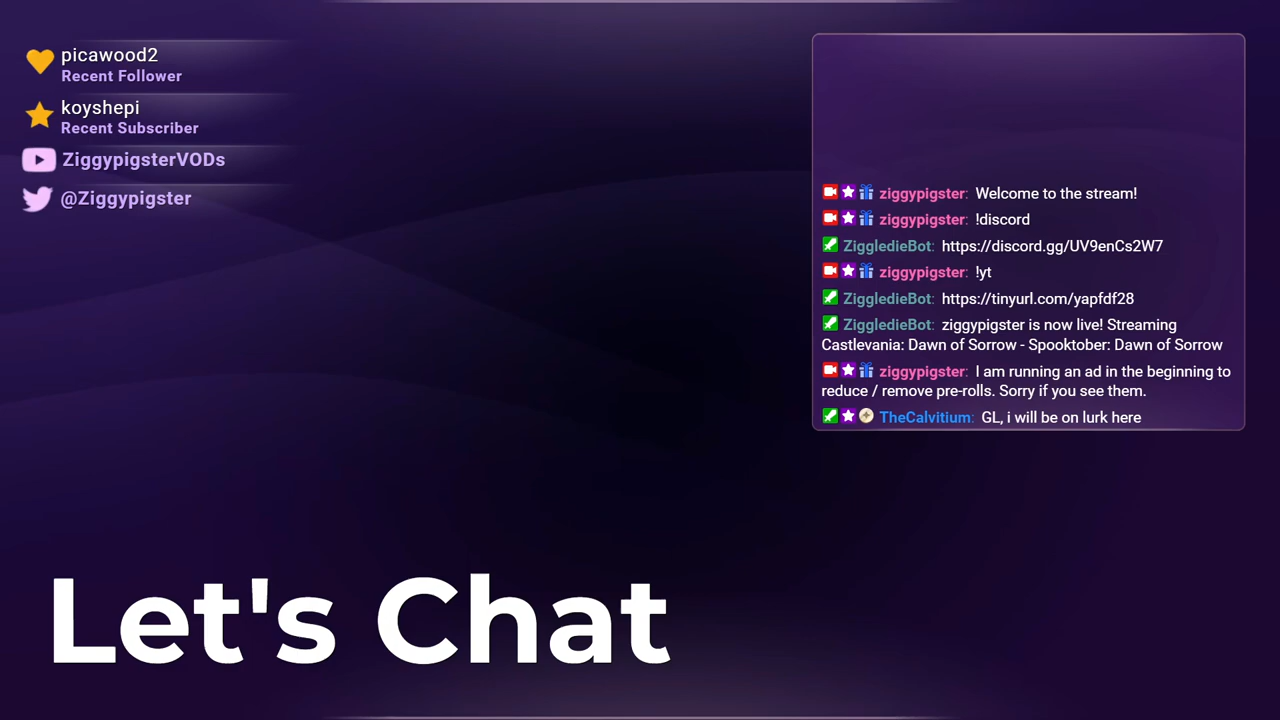 picawood2
Recent Follower
koyshepi
Recent Subscriber
ZiggypigsterVODs
@Ziggypigster
ziggypigster: Welcome to the stream!
ziggypigster: !discord
ZiggledieBot: https://discord.gg/UV9enCs2W7
ziggypigster: !yt
ZiggledieBot: https://tinyurl.com/yapfdf28
ZiggledieBot: ziggypigster is now live! Streaming
Castlevania: Dawn of Sorrow - Spooktober: Dawn of Sorrow
ziggypigster: I am running an ad in the beginning to
reduce / remove pre-rolls. Sorry if you see them.
TheCalvitium: GL, i will be on lurk here
Let's Chat